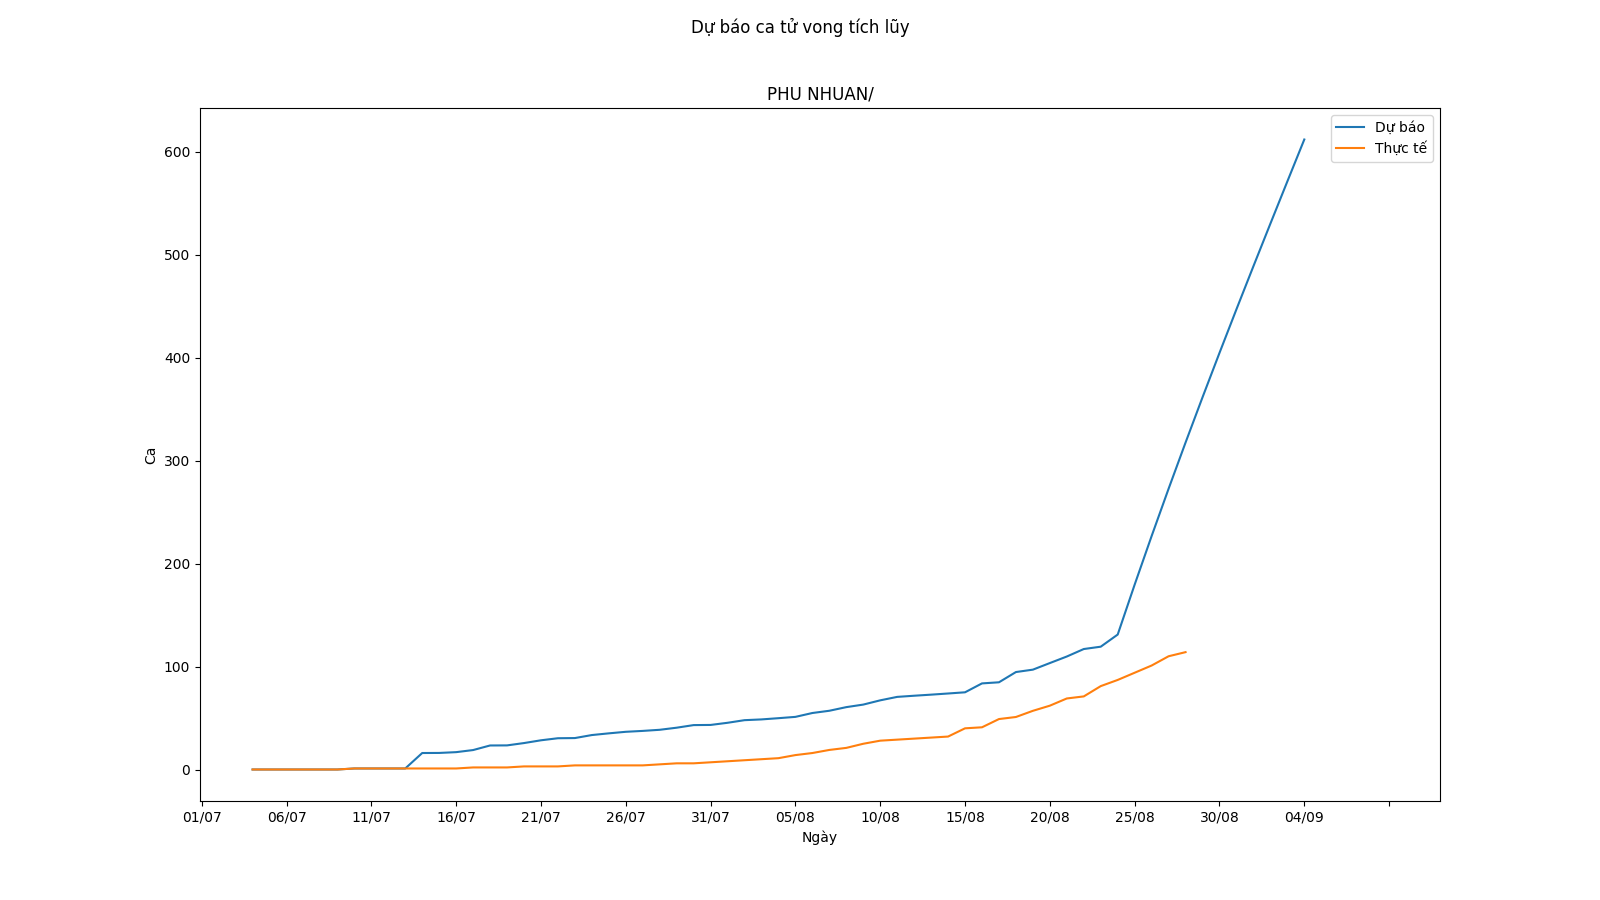 Dự báo ca tử vong tích lũy
PHU NHUAN/
Dự báo
Thực tế
600
500
400
300
200
100
0
Ca
01/07 06/07 11/07 16/07 21/07 26/07 31/07 05/08 10/08 15/08 20/08 25/08 30/08 04/09
Ngày